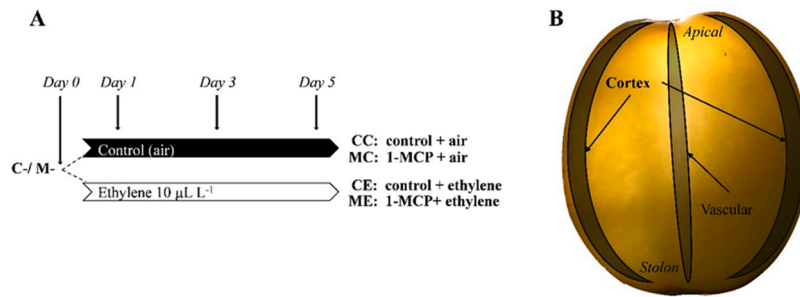 A
Day 0
Day 1
Day 3
Day 5
C-/ M-
Control (air)
Ethylene 10 µL L⁻¹
CC: control + air
MC: 1-MCP + air
CE: control + ethylene
ME: 1-MCP+ ethylene
B
Apical
Cortex
Vascular
Stolon